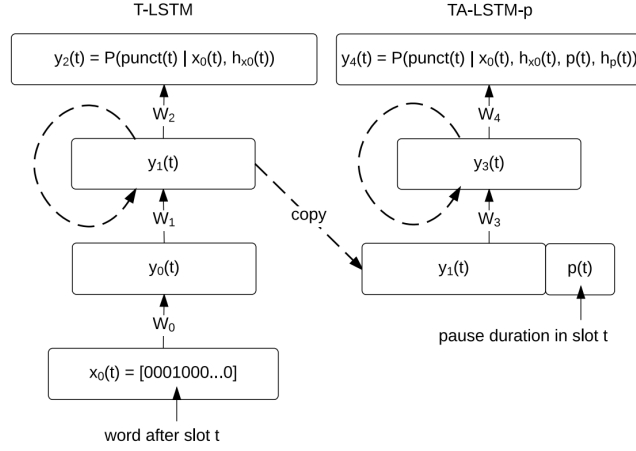 T-LSTM
y₂(t) = P(punct(t) | x₀(t), hₓ₀(t))
W₂
y₁(t)
W₁
y₀(t)
W₀
x₀(t) = [0001000...0]
word after slot t
copy
TA-LSTM-p
y₄(t) = P(punct(t) | x₀(t), hₓ₀(t), p(t), hₚ(t))
W₄
y₃(t)
W₃
y₁(t)
p(t)
pause duration in slot t